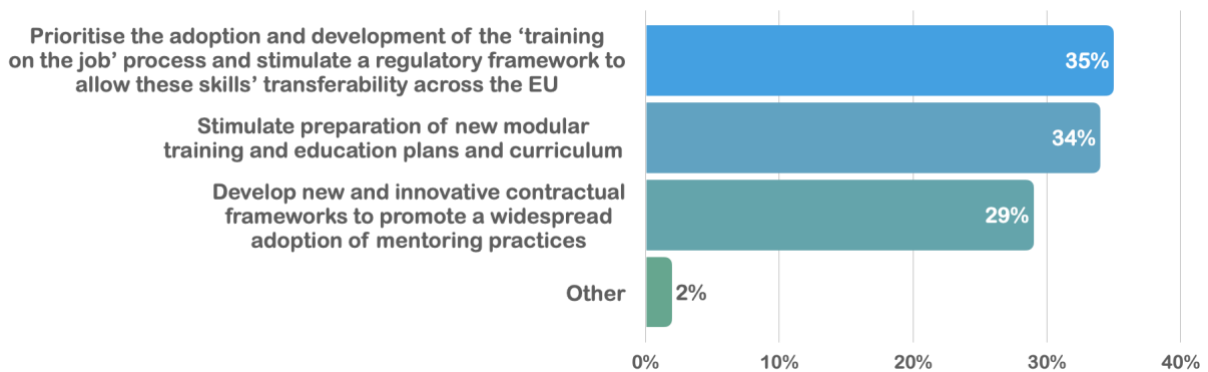 Prioritise the adoption and development of the ‘training
on the job’ process and stimulate a regulatory framework to
allow these skills’ transferability across the EU
35%
Stimulate preparation of new modular
training and education plans and curriculum
34%
Develop new and innovative contractual
frameworks to promote a widespread
adoption of mentoring practices
29%
Other
2%
0% 10% 20% 30% 40%